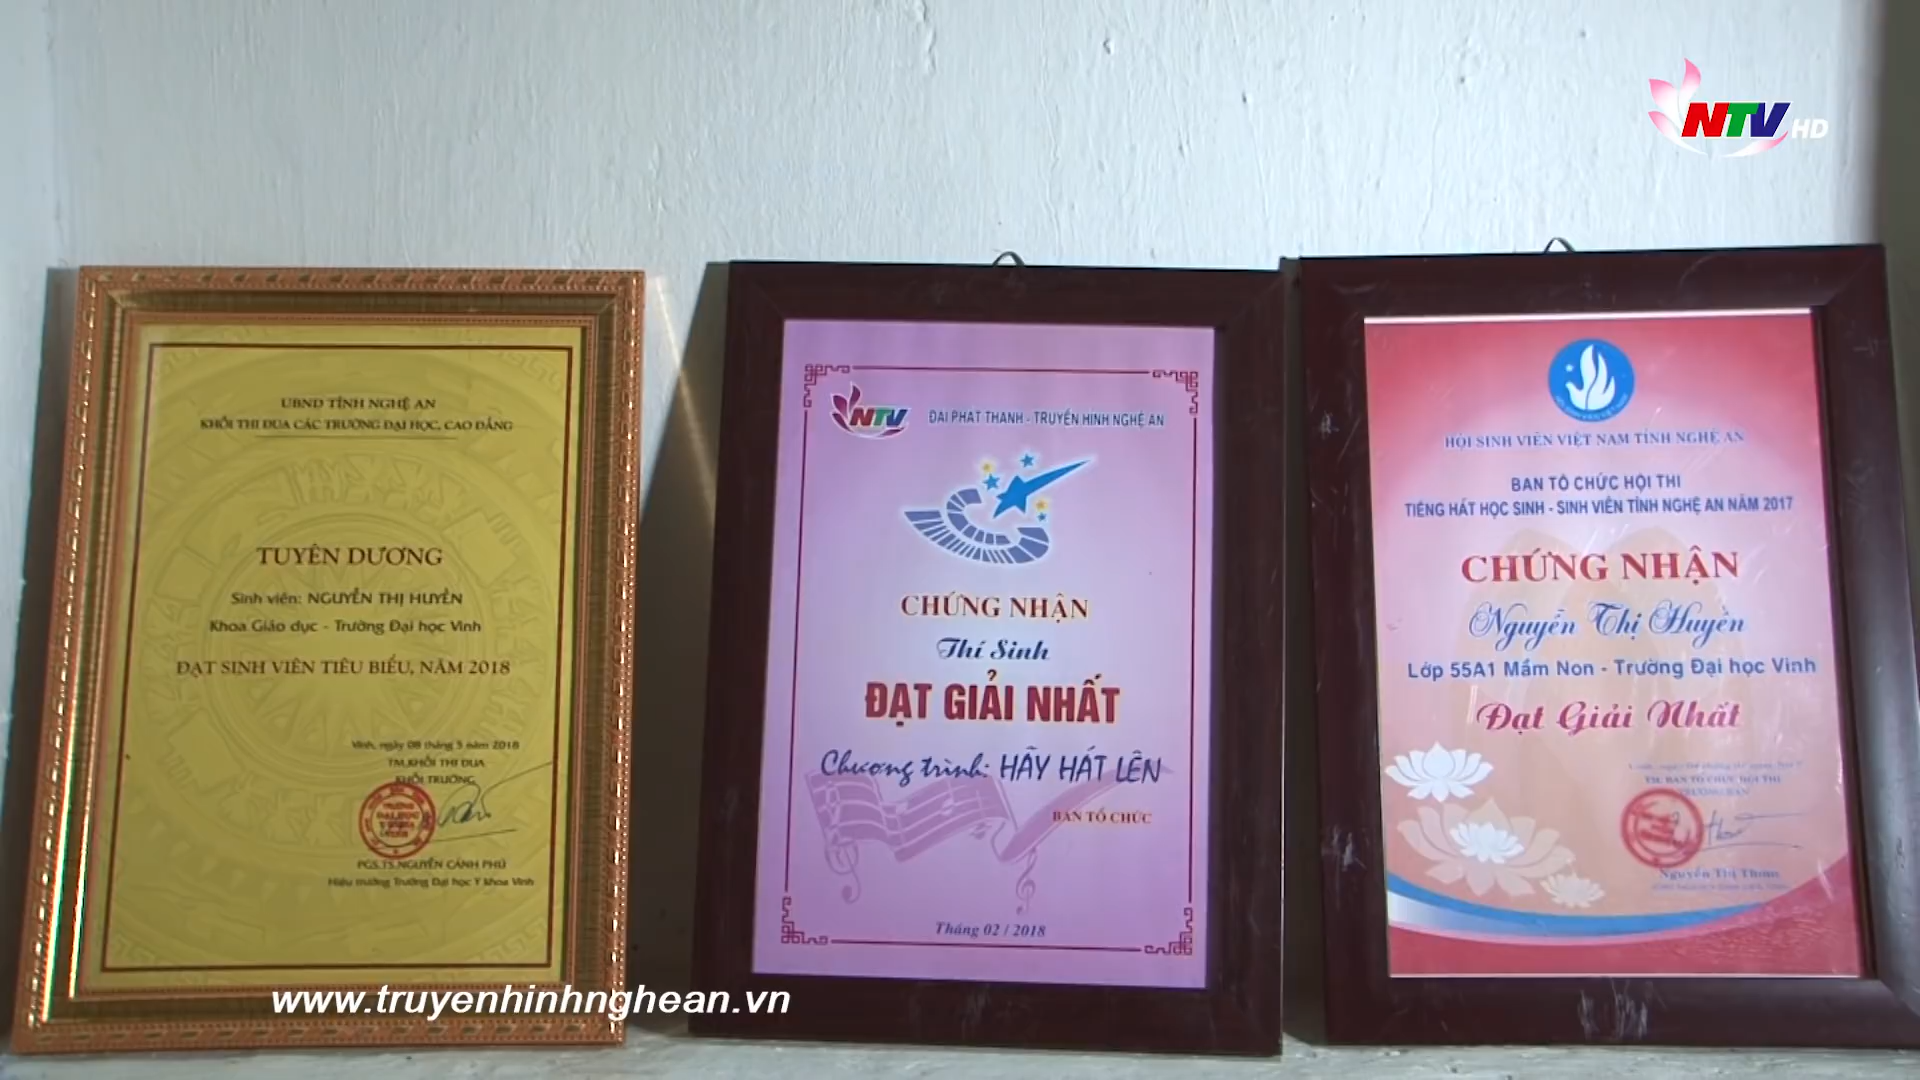 NTV HD
UBND TỈNH NGHỆ AN
KHỐI THI ĐUA CÁC TRƯỜNG ĐẠI HỌC, CAO ĐẲNG
TUYÊN DƯƠNG
Sinh viên: NGUYỄN THỊ HUYỀN
Khoa Giáo dục - Trường Đại học Vinh
ĐẠT SINH VIÊN TIÊU BIỂU, NĂM 2018
Vinh, ngày 08 tháng 5 năm 2018
TM.KHỐI THI ĐUA
KHỐI TRƯỞNG
TRƯỜNG
ĐẠI HỌC
Y KHOA
PGS.TS.NGUYỄN CẢNH PHÚ
Hiệu trưởng Trường Đại học Y khoa Vinh
NTV ĐÀI PHÁT THANH - TRUYỀN HÌNH NGHỆ AN
CHỨNG NHẬN
Thí Sinh
ĐẠT GIẢI NHẤT
Chương trình: HÃY HÁT LÊN
BAN TỔ CHỨC
Tháng 02 / 2018
HỘI SINH VIÊN VIỆT NAM TỈNH NGHỆ AN
BAN TỔ CHỨC HỘI THI
TIẾNG HÁT HỌC SINH - SINH VIÊN TỈNH NGHỆ AN NĂM 2017
CHỨNG NHẬN
Nguyễn Thị Huyền
Lớp 55A1 Mầm Non - Trường Đại học Vinh
Đạt Giải Nhất
TM. BAN TỔ CHỨC HỘI THI
TRƯỞNG BAN
Nguyễn Thị Thơm
www.truyenhinhnghean.vn